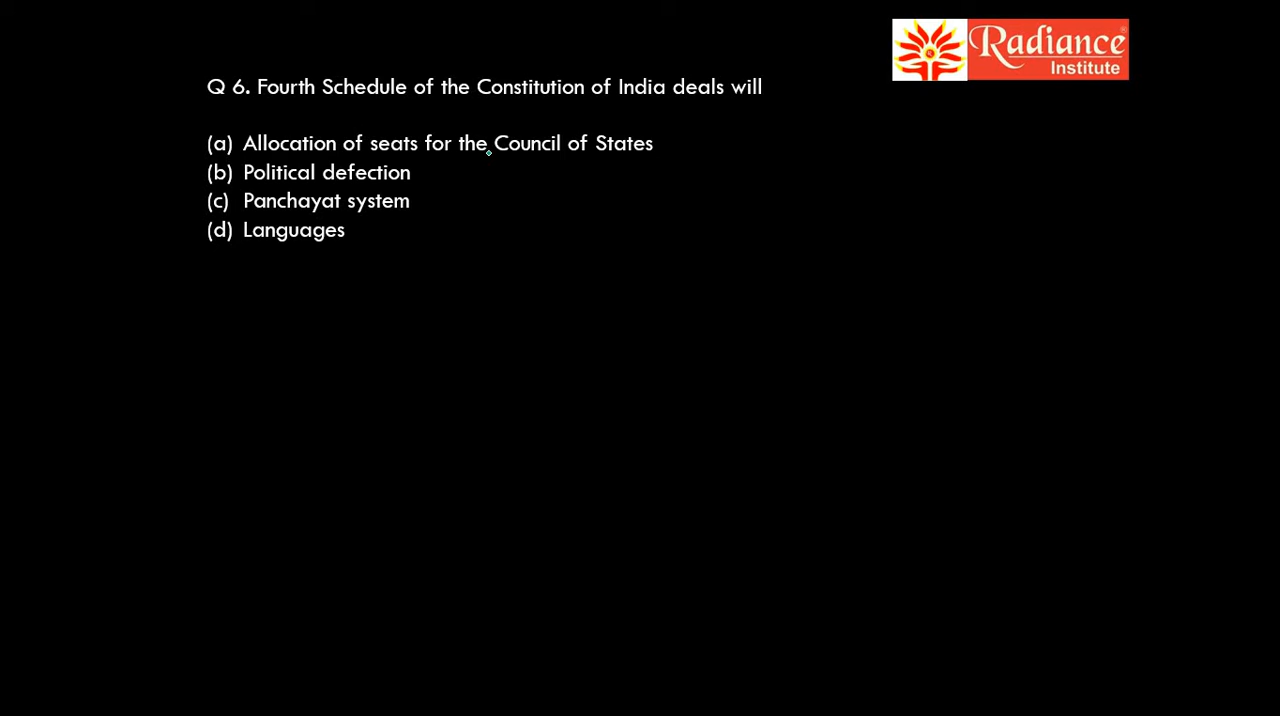 Radiance
Institute
Q 6. Fourth Schedule of the Constitution of India deals will
(a) Allocation of seats for the Council of States
(b) Political defection
(c) Panchayat system
(d) Languages